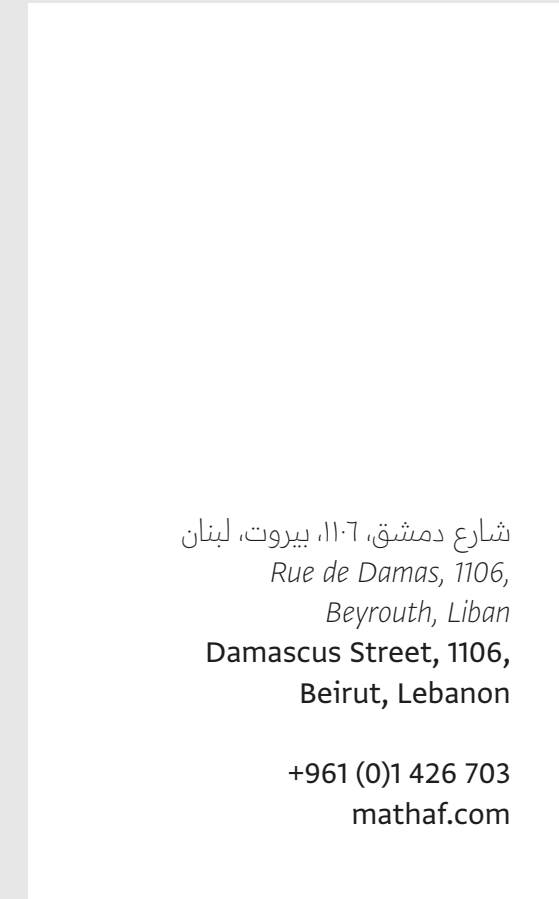 شارع دمشق، ١١٠٦، بيروت، لبنان
Rue de Damas, 1106,
Beyrouth, Liban
Damascus Street, 1106,
Beirut, Lebanon
+961 (0)1 426 703
mathaf.com